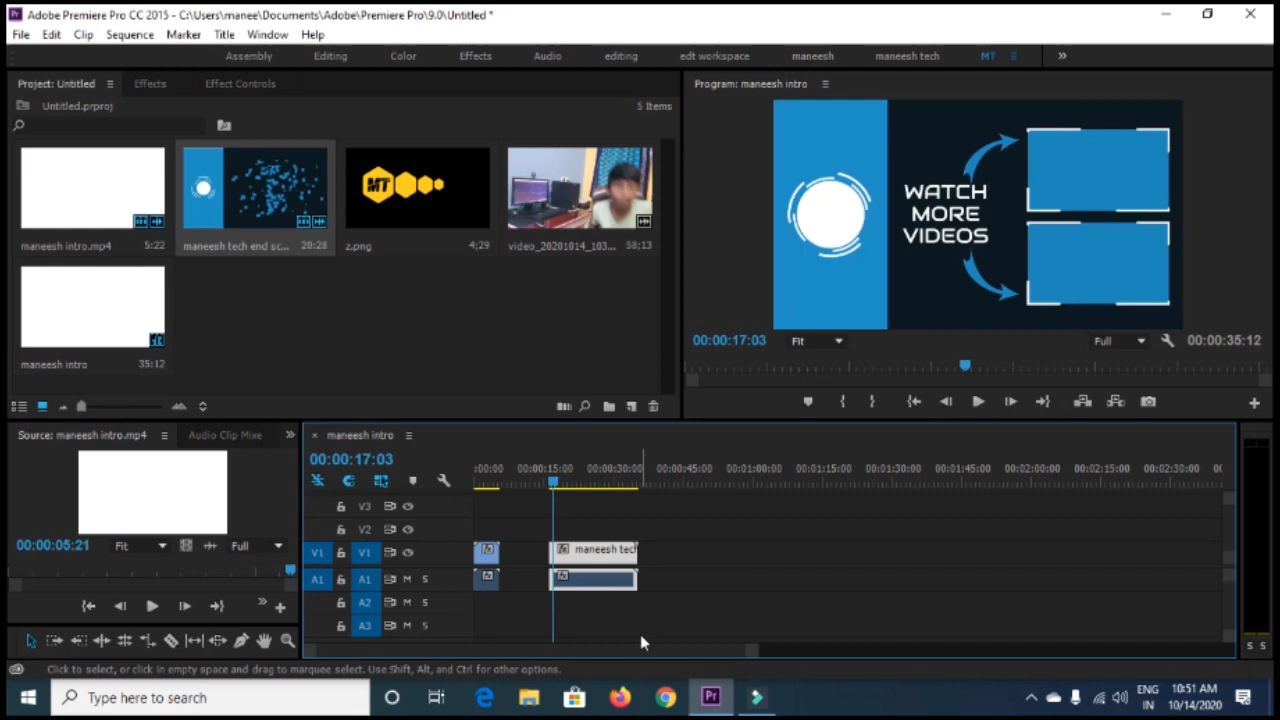 Adobe Premiere Pro CC 2015 - C:\Users\manee\Documents\Adobe\Premiere Pro\9.0\Untitled *
File Edit Clip Sequence Marker Title Window Help
Assembly Editing Color Effects Audio editing edt workspace maneesh maneesh tech MT
Project: Untitled Effects Effect Controls
Untitled.prproj 5 Items
MT
maneesh intro.mp4 5:22
maneesh tech end sc... 20:28
z.png 4;29
video_20201014_103... 58;13
maneesh intro 35:12
Program: maneesh intro
WATCH
MORE
VIDEOS
00:00:17:03 Fit Full 00:00:35:12
Source: maneesh intro.mp4 Audio Clip Mixe
00:00:05:21 Fit Full
maneesh intro
00:00:17:03
:00:00 00:00:15:00 00:00:30:00 00:00:45:00 00:01:00:00 00:01:15:00 00:01:30:00 00:01:45:00 00:02:00:00 00:02:15:00 00:02:30:00 00
V3
V2
V1 V1 fx fx maneesh tech
A1 A1 M S fx fx
A2 M S
A3 M S
S S
Click to select, or click in empty space and drag to marquee select. Use Shift, Alt, and Ctrl for other options.
Type here to search
Pr
ENG
IN
10:51 AM
10/14/2020